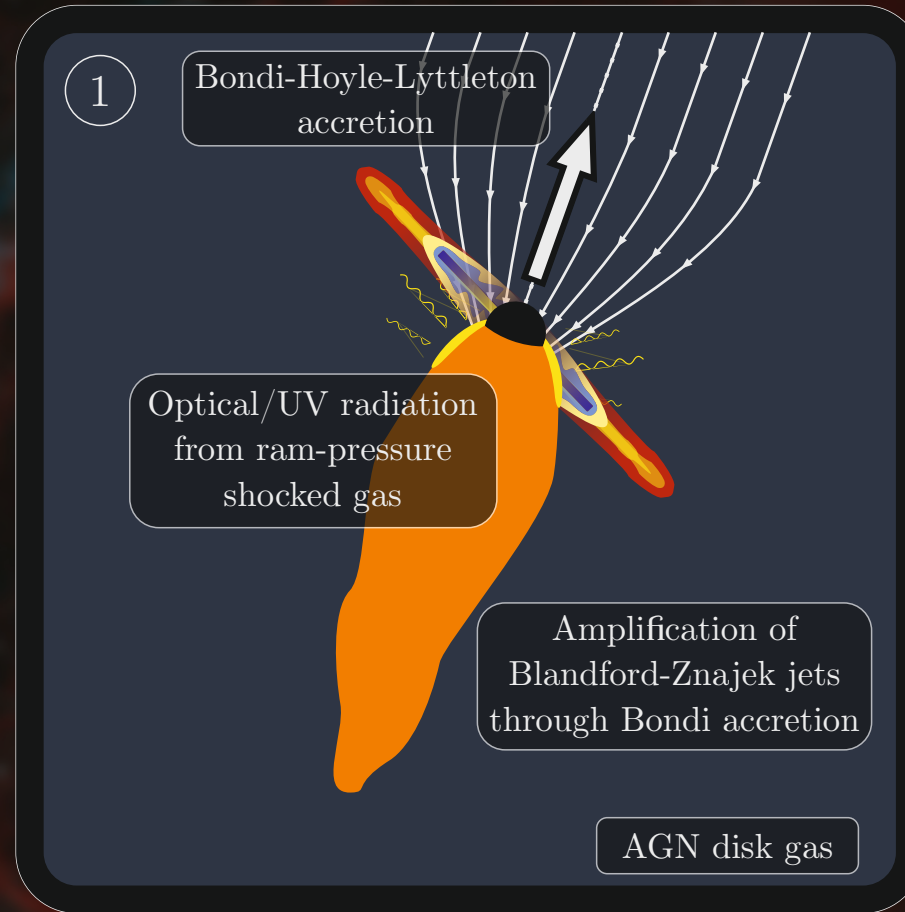 1
Bondi-Hoyle-Lyttleton
accretion
Optical/UV radiation
from ram-pressure
shocked gas
Amplification of
Blandford-Znajek jets
through Bondi accretion
AGN disk gas